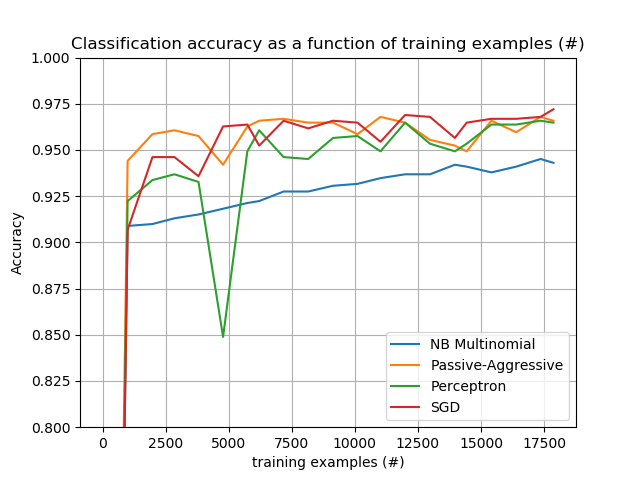 Classification accuracy as a function of training examples (#)
1.000
0.975
0.950
0.925
0.900
0.875
0.850
0.825
0.800
Accuracy
NB Multinomial
Passive-Aggressive
Perceptron
SGD
0 2500 5000 7500 10000 12500 15000 17500
training examples (#)